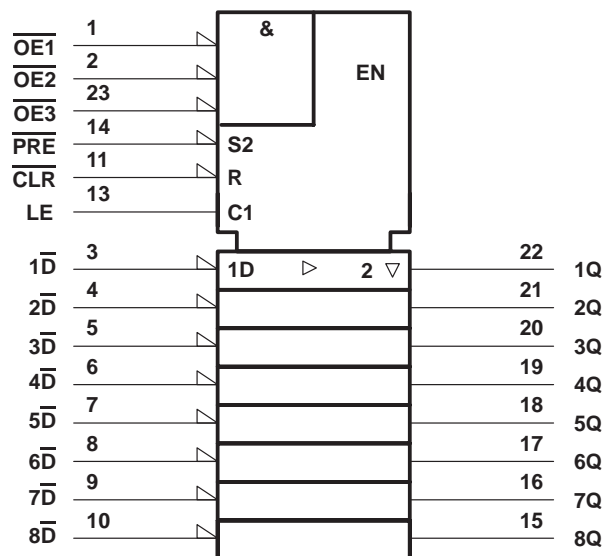 1
OE1
&
2
OE2
EN
23
OE3
14
PRE
S2
11
CLR
R
13
LE
C1
3
1D
1D
2
22
1Q
4
2D
21
2Q
5
3D
20
3Q
6
4D
19
4Q
7
5D
18
5Q
8
6D
17
6Q
9
7D
16
7Q
10
8D
15
8Q